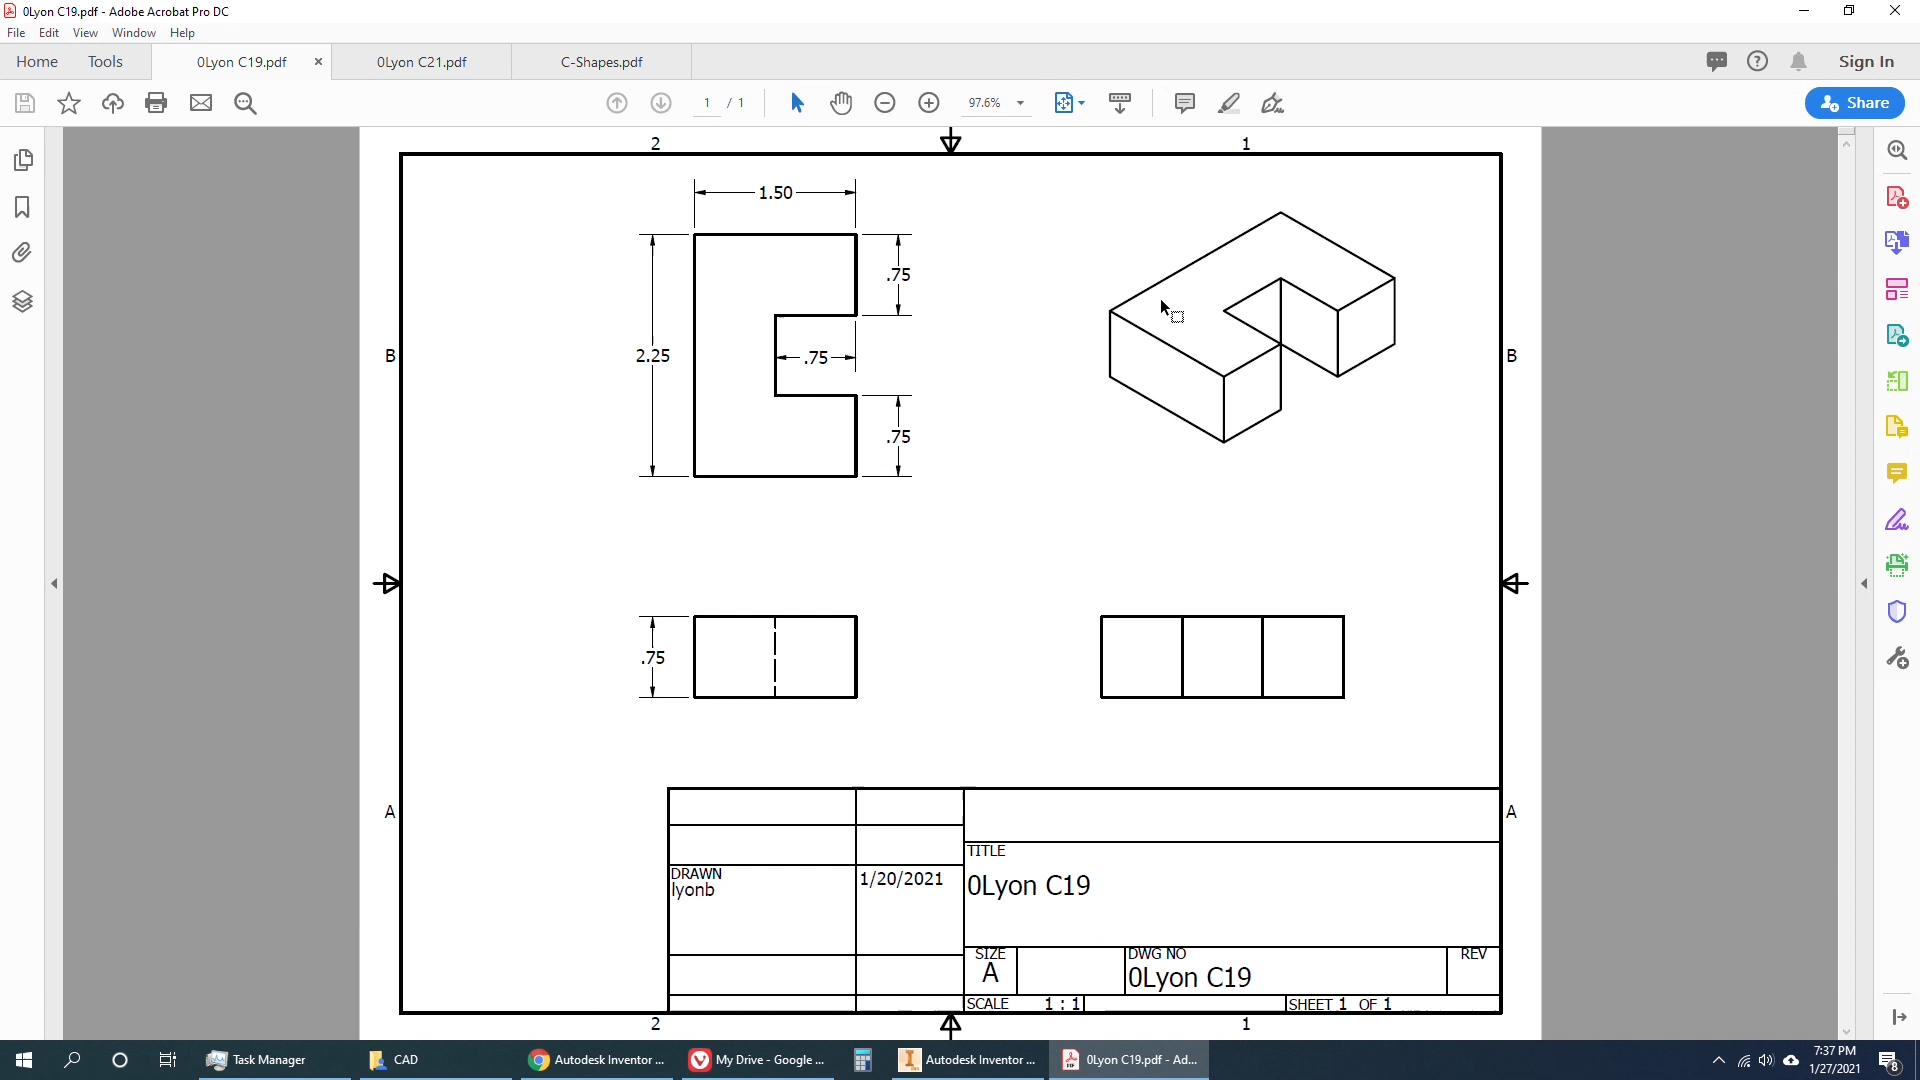 0Lyon C19.pdf - Adobe Acrobat Pro DC
File Edit View Window Help
Home Tools 0Lyon C19.pdf × 0Lyon C21.pdf C-Shapes.pdf Sign In
1 / 1 97.6% Share
2 1
1.50
.75
B 2.25 .75 B
.75
.75
A A
TITLE
DRAWN 1/20/2021 0Lyon C19
lyonb
SIZE DWG NO REV
A 0Lyon C19
SCALE 1 : 1 SHEET 1 OF 1
2 1
Task Manager CAD Autodesk Inventor ... My Drive - Google ... Autodesk Inventor ... 0Lyon C19.pdf - Ad... 7:37 PM
1/27/2021 8